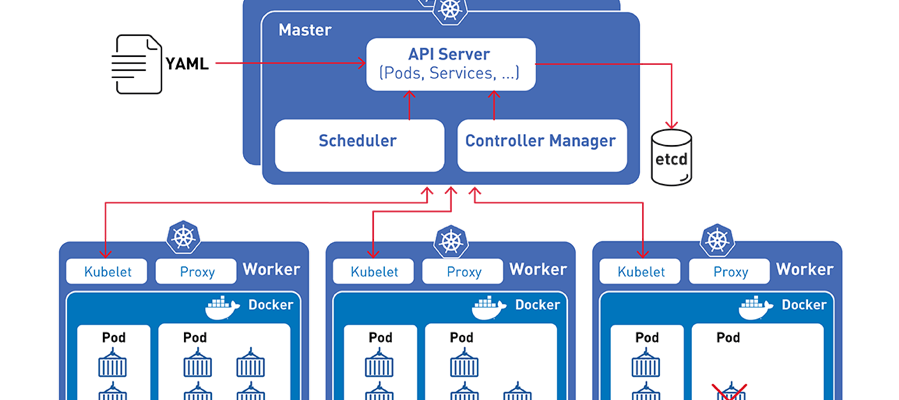 Master
API Server
(Pods, Services, ...)
YAML
Scheduler
Controller Manager
etcd
Kubelet
Proxy
Worker
Docker
Pod
Pod
Kubelet
Proxy
Worker
Docker
Pod
Pod
Kubelet
Proxy
Worker
Docker
Pod
Pod